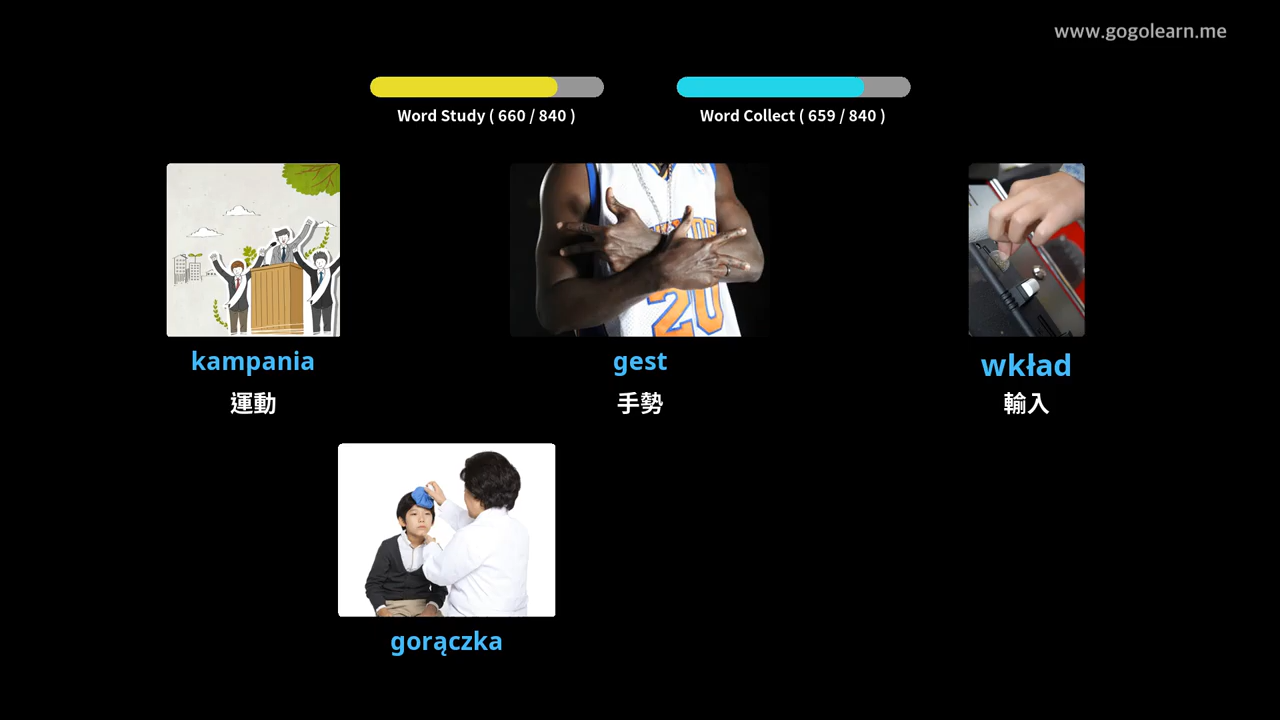 www.gogolearn.me
Word Study ( 660 / 840 )
Word Collect ( 659 / 840 )
kampania
gest
wkład
運動
手勢
輸入
gorączka
20